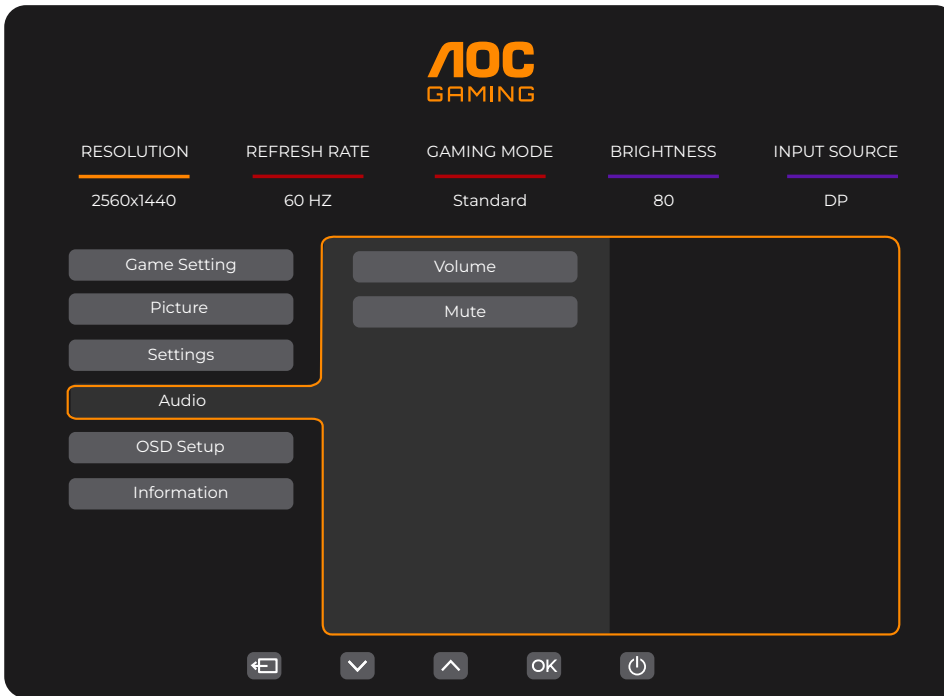 AOC
GAMING
RESOLUTION REFRESH RATE GAMING MODE BRIGHTNESS INPUT SOURCE
2560x1440 60 HZ Standard 80 DP
Game Setting
Volume
Picture
Mute
Settings
Audio
OSD Setup
Information
OK